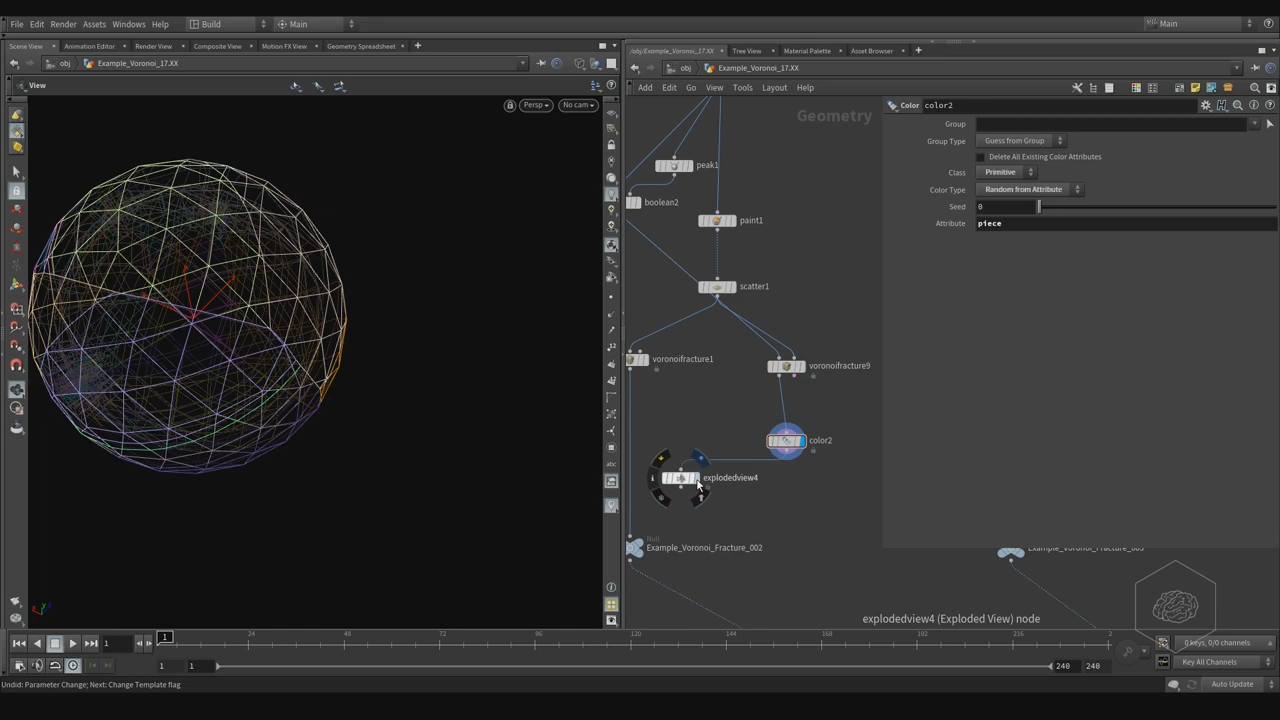 File Edit Render Assets Windows Help Build Main Main
Scene View Animation Editor Render View Composite View Motion FX View Geometry Spreadsheet
obj Example_Voronoi_17.XX
View
Persp No cam
/obj/Example_Voronoi_17.XX Tree View Material Palette Asset Browser
obj Example_Voronoi_17.XX
Add Edit Go View Tools Layout Help
Geometry
peak1
boolean2
paint1
scatter1
voronoifracture1
voronoifracture9
color2
explodedview4
Null
Example_Voronoi_Fracture_002
Example_Voronoi_Fracture_003
explodedview4 (Exploded View) node
Color color2
Group
Group Type Guess from Group
Delete All Existing Color Attributes
Class Primitive
Color Type Random from Attribute
Seed 0
Attribute piece
abc
1 1 24 48 72 96 120 144 168 192 216 2
0 keys, 0/0 channels
1 1 240 240 Key All Channels
Undid: Parameter Change; Next: Change Template flag
Auto Update